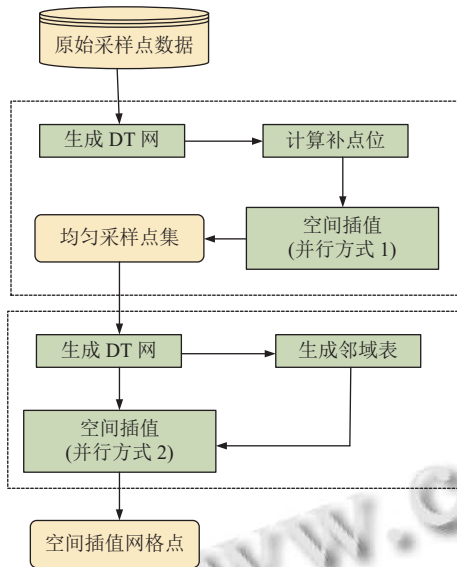 原始采样点数据
生成 DT 网
计算补点位
空间插值
(并行方式 1)
均匀采样点集
生成 DT 网
生成邻域表
空间插值
(并行方式 2)
空间插值网格点
www.c